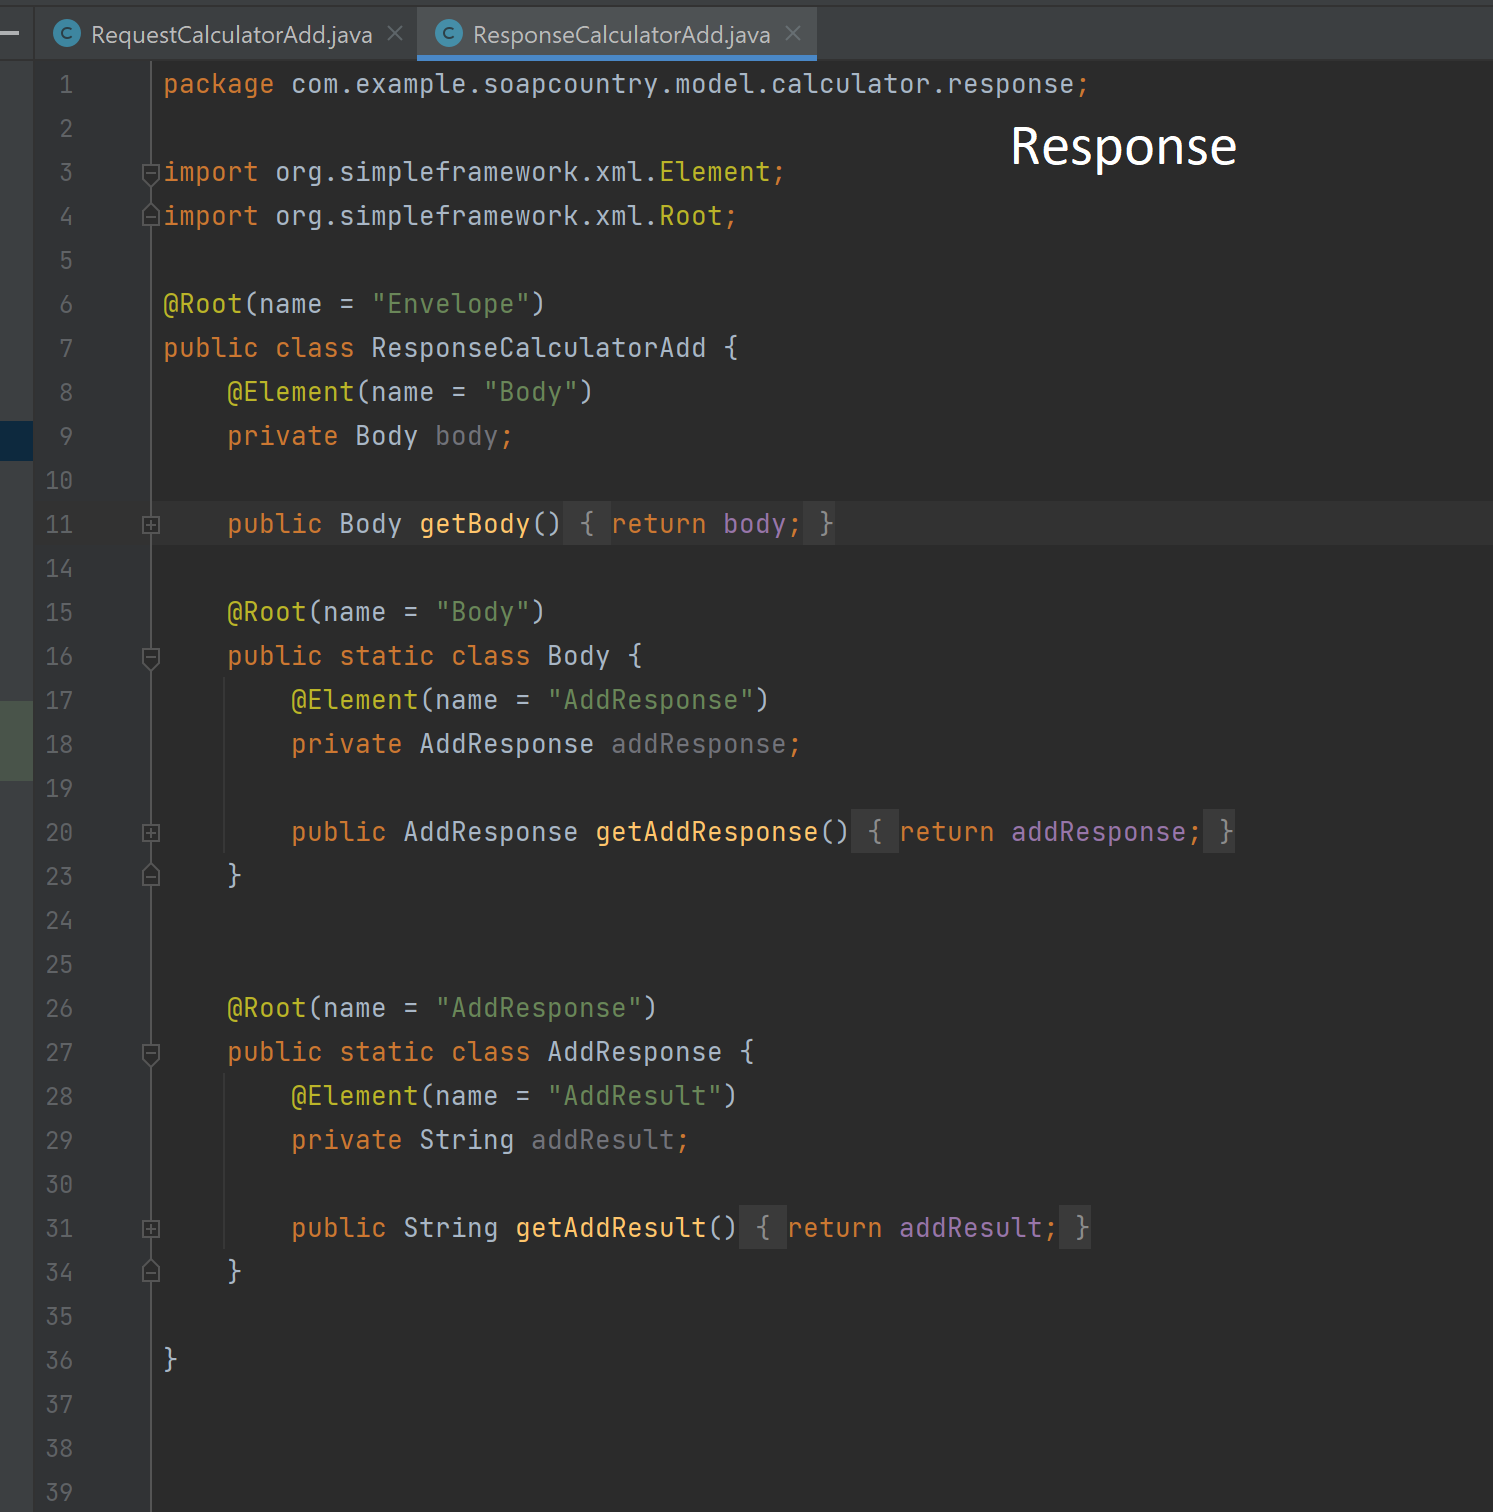 RequestCalculatorAdd.java ResponseCalculatorAdd.java
1 package com.example.soapcountry.model.calculator.response;
Response
2
3 import org.simpleframework.xml.Element;
4 import org.simpleframework.xml.Root;
5
6 @Root(name = "Envelope")
7 public class ResponseCalculatorAdd {
8 @Element(name = "Body")
9 private Body body;
10
11 public Body getBody() { return body; }
14
15 @Root(name = "Body")
16 public static class Body {
17 @Element(name = "AddResponse")
18 private AddResponse addResponse;
19
20 public AddResponse getAddResponse() { return addResponse; }
23 }
24
25
26 @Root(name = "AddResponse")
27 public static class AddResponse {
28 @Element(name = "AddResult")
29 private String addResult;
30
31 public String getAddResult() { return addResult; }
34 }
35
36 }
37
38
39